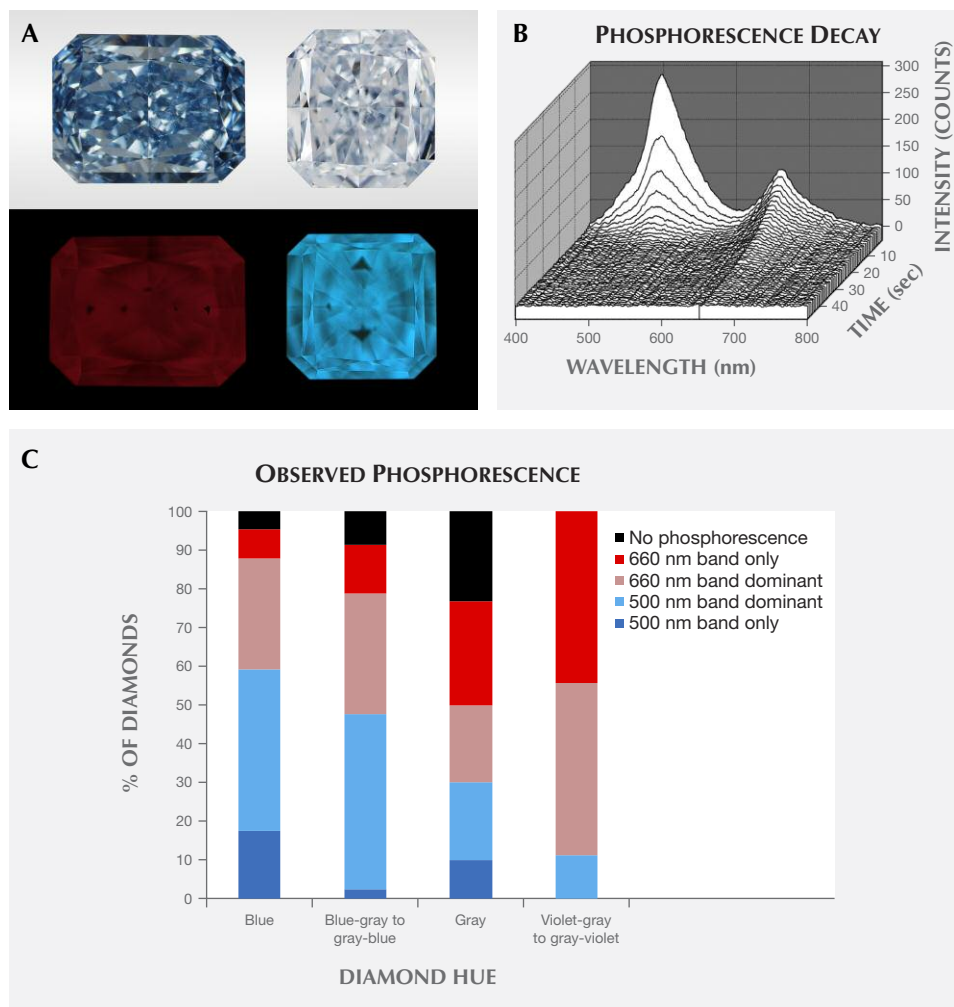 A
B
PHOSPHORESCENCE DECAY
300
250
200
150
100
50
0
INTENSITY (COUNTS)
10
20
30
40
TIME (sec)
400
500
600
700
800
WAVELENGTH (nm)
C
OBSERVED PHOSPHORESCENCE
100
90
80
70
60
50
40
30
20
10
0
% OF DIAMONDS
No phosphorescence
660 nm band only
660 nm band dominant
500 nm band dominant
500 nm band only
Blue
Blue-gray to
gray-blue
Gray
Violet-gray
to gray-violet
DIAMOND HUE